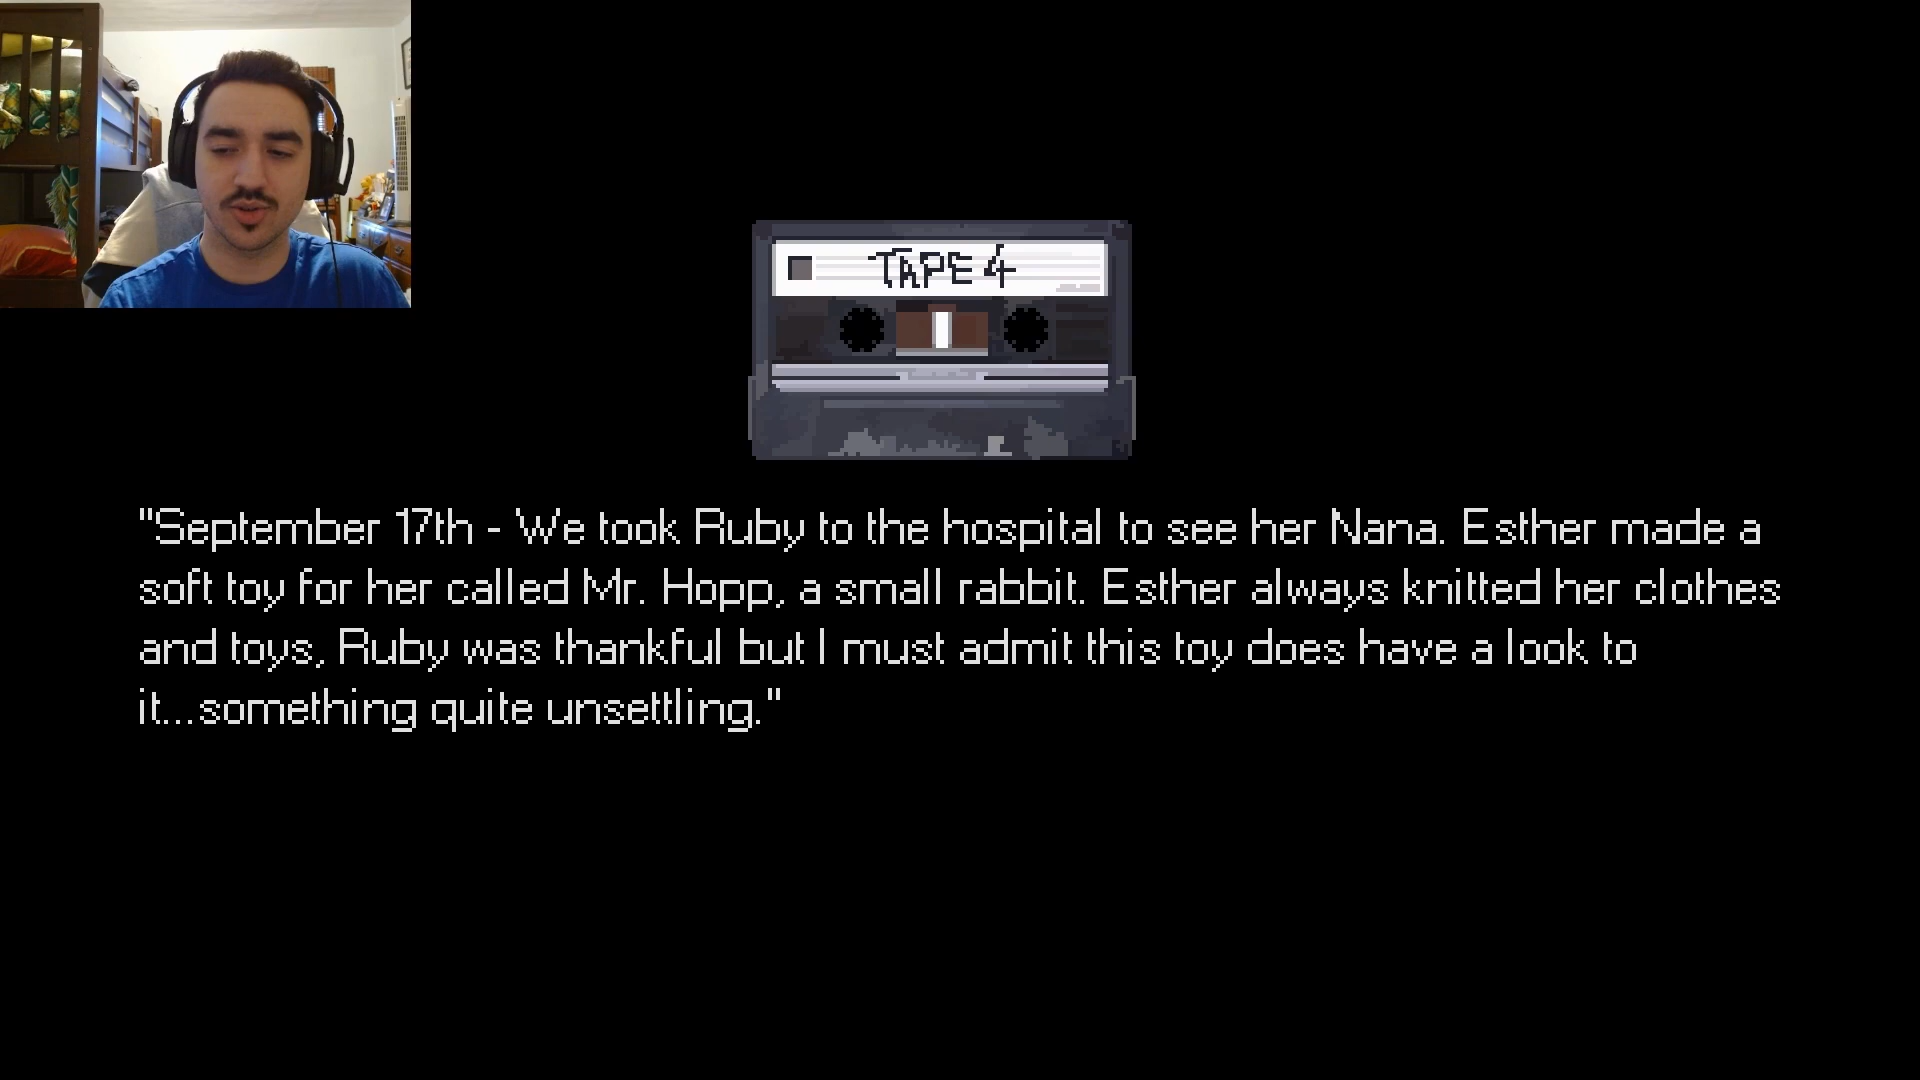 TAPE 4
"September 17th - We took Ruby to the hospital to see her Nana. Esther made a
soft toy for her called Mr. Hopp, a small rabbit. Esther always knitted her clothes
and toys, Ruby was thankful but I must admit this toy does have a look to
it...something quite unsettling."